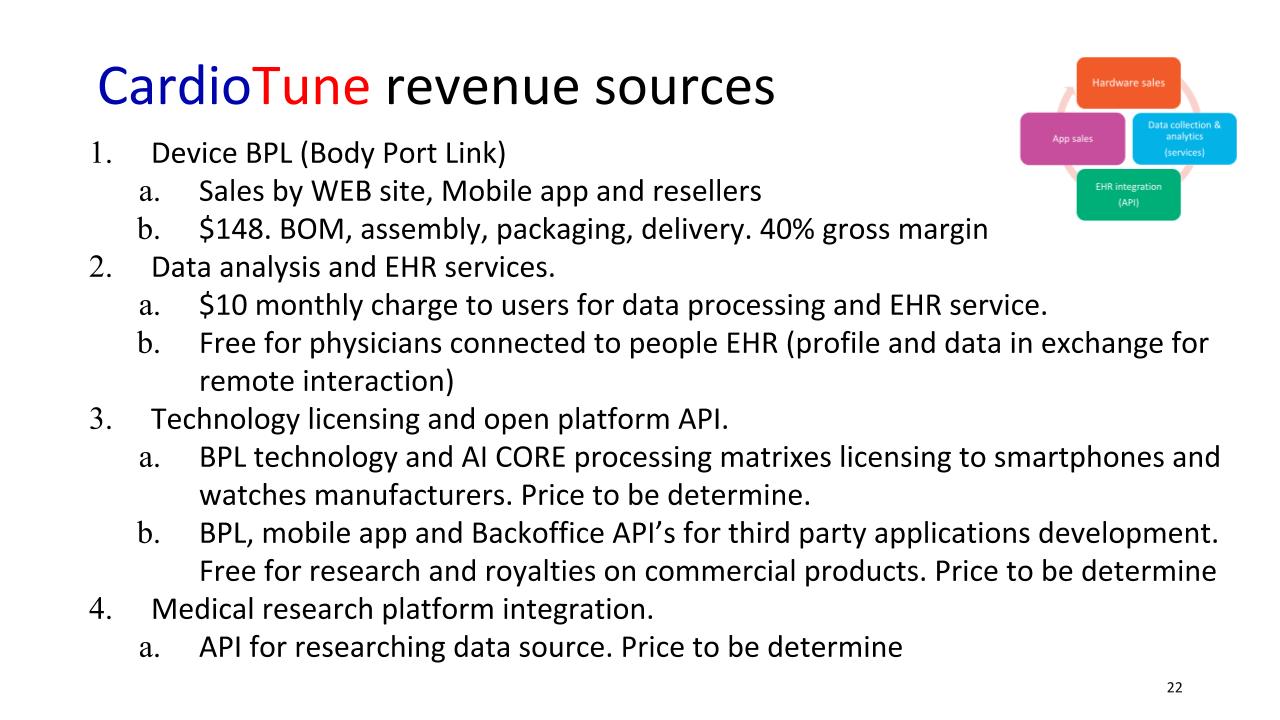 CardioTune revenue sources
Hardware sales
App sales
Data collection &
analytics
(services)
EHR integration
(API)
1. Device BPL (Body Port Link)
a. Sales by WEB site, Mobile app and resellers
b. $148. BOM, assembly, packaging, delivery. 40% gross margin
2. Data analysis and EHR services.
a. $10 monthly charge to users for data processing and EHR service.
b. Free for physicians connected to people EHR (profile and data in exchange for
remote interaction)
3. Technology licensing and open platform API.
a. BPL technology and AI CORE processing matrixes licensing to smartphones and
watches manufacturers. Price to be determine.
b. BPL, mobile app and Backoffice API’s for third party applications development.
Free for research and royalties on commercial products. Price to be determine
4. Medical research platform integration.
a. API for researching data source. Price to be determine
22